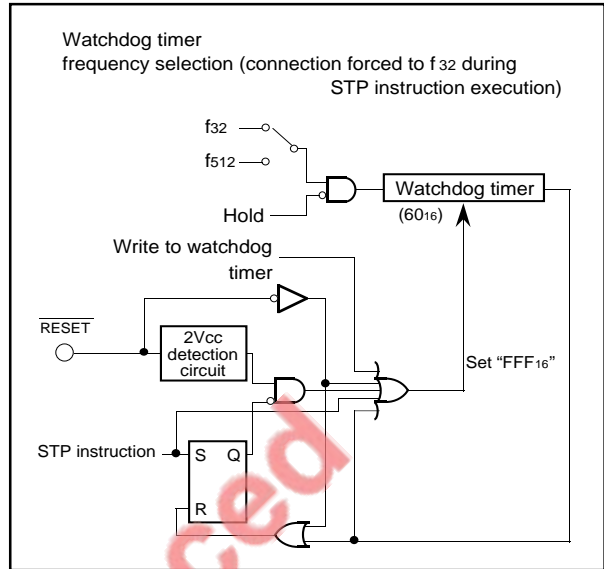 Watchdog timer
frequency selection (connection forced to f32 during
STP instruction execution)
f32
f512
Hold
Watchdog timer
(6016)
Write to watchdog
timer
RESET
2Vcc
detection
circuit
Set “FFF16”
STP instruction
S Q
R
ced